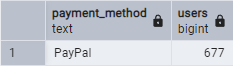 payment_method users
text bigint
1 PayPal 677